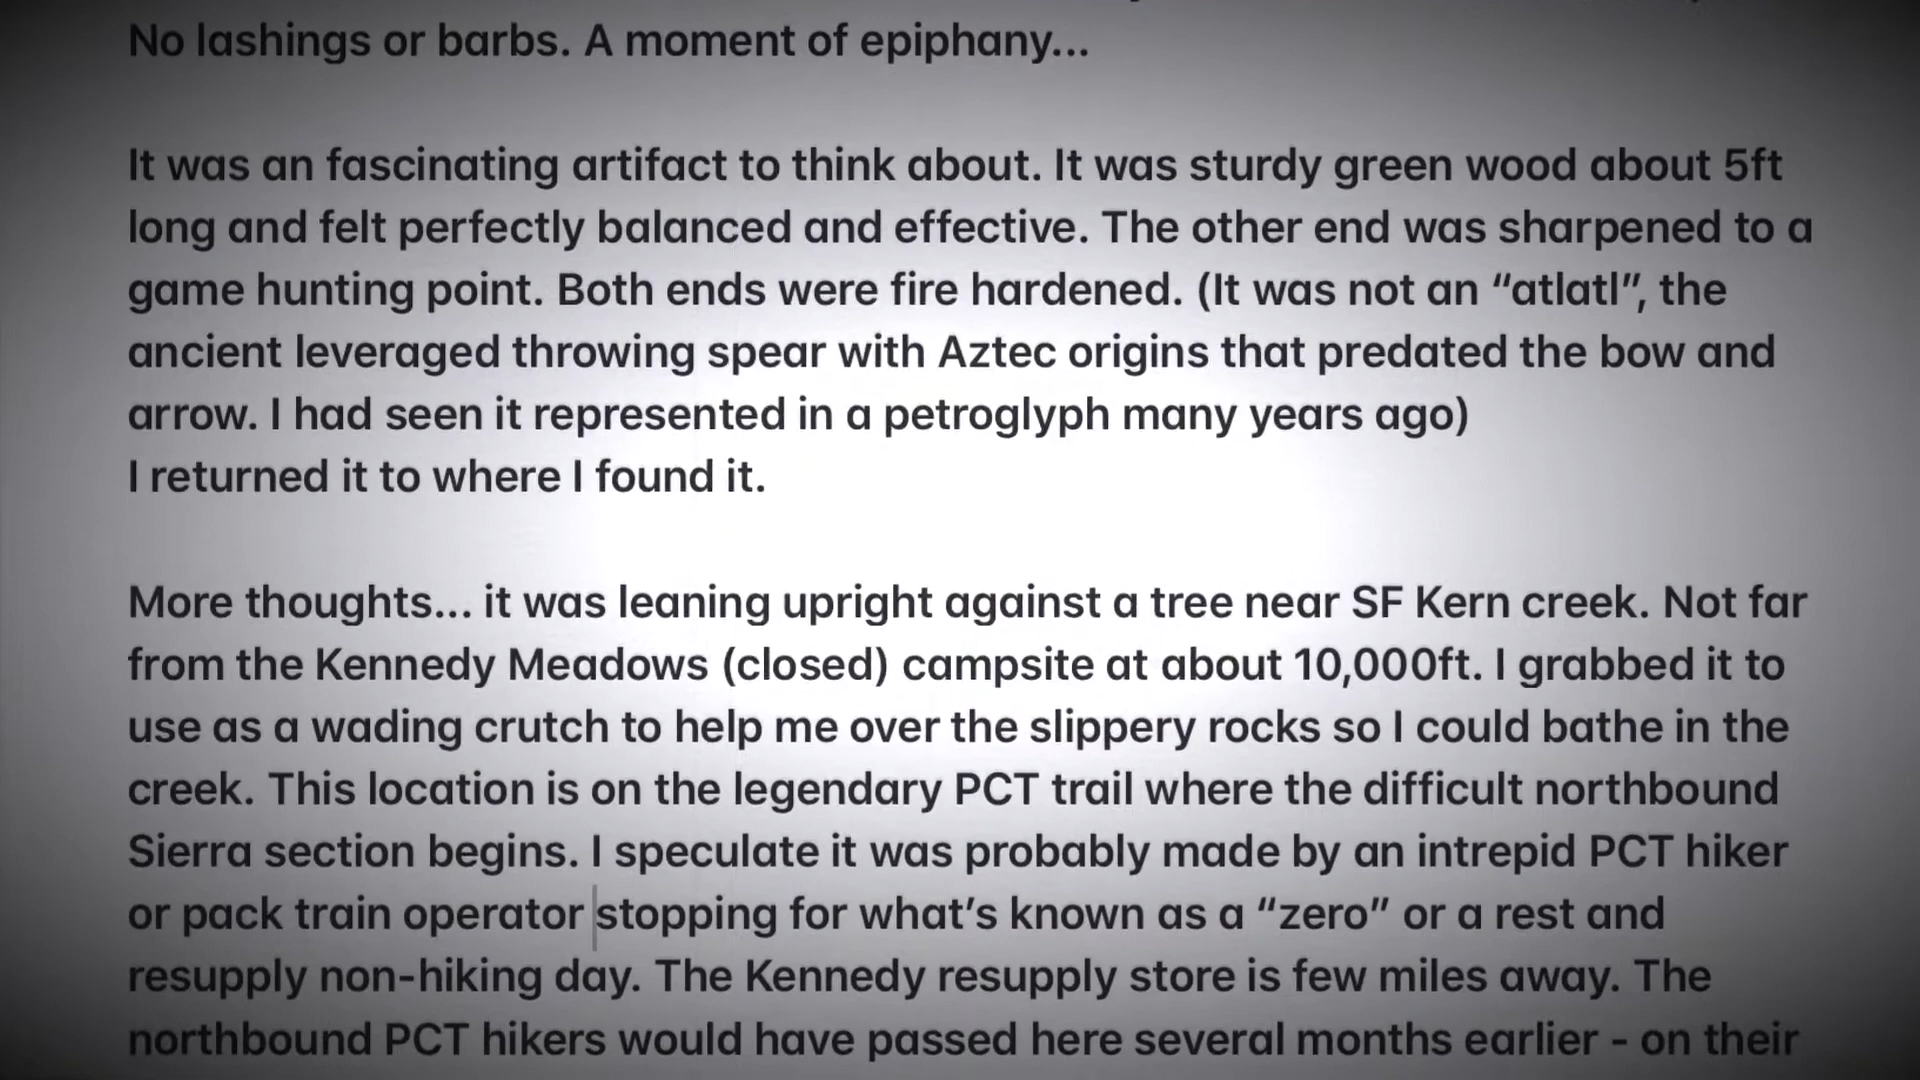 No lashings or barbs. A moment of epiphany...
It was an fascinating artifact to think about. It was sturdy green wood about 5ft
long and felt perfectly balanced and effective. The other end was sharpened to a
game hunting point. Both ends were fire hardened. (It was not an “atlatl”, the
ancient leveraged throwing spear with Aztec origins that predated the bow and
arrow. I had seen it represented in a petroglyph many years ago)
I returned it to where I found it.
More thoughts... it was leaning upright against a tree near SF Kern creek. Not far
from the Kennedy Meadows (closed) campsite at about 10,000ft. I grabbed it to
use as a wading crutch to help me over the slippery rocks so I could bathe in the
creek. This location is on the legendary PCT trail where the difficult northbound
Sierra section begins. I speculate it was probably made by an intrepid PCT hiker
or pack train operator stopping for what’s known as a “zero” or a rest and
resupply non-hiking day. The Kennedy resupply store is few miles away. The
northbound PCT hikers would have passed here several months earlier - on their